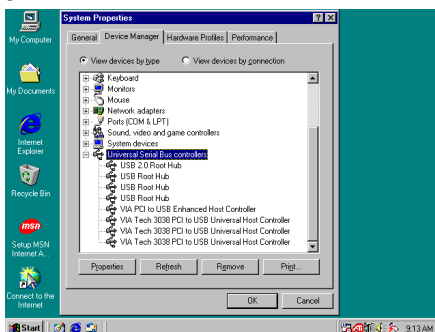 System Properties
General Device Manager Hardware Profiles Performance
View devices by type View devices by connection
Keyboard
Monitors
Mouse
Network adapters
Ports (COM & LPT)
Sound, video and game controllers
System devices
Universal Serial Bus controllers
USB 2.0 Root Hub
USB Root Hub
USB Root Hub
USB Root Hub
VIA PCI to USB Enhanced Host Controller
VIA Tech 3038 PCI to USB Universal Host Controller
VIA Tech 3038 PCI to USB Universal Host Controller
VIA Tech 3038 PCI to USB Universal Host Controller
Properties Refresh Remove Print...
OK Cancel
My Computer
My Documents
Internet
Explorer
Recycle Bin
msn
Setup MSN
Internet A...
Connect to the
Internet
Start 9:13 AM